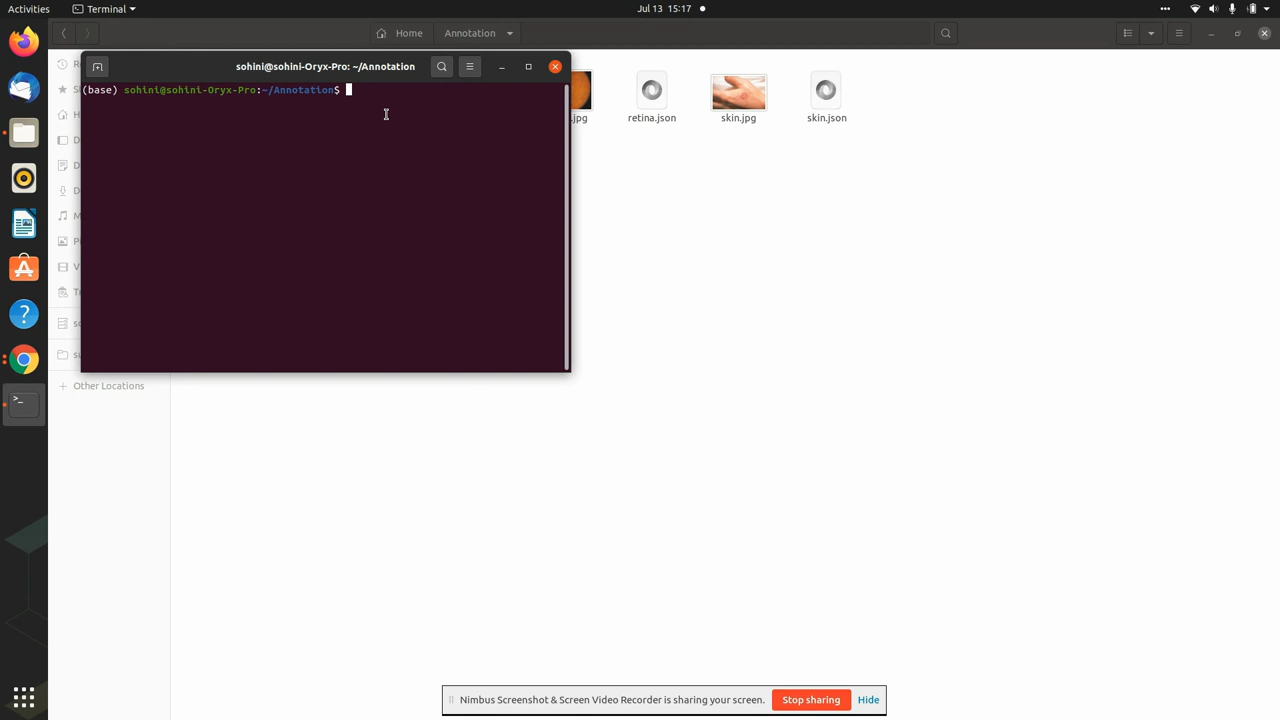 Activities Terminal Jul 13 15:17
Home Annotation
sohini@sohini-Oryx-Pro: ~/Annotation
(base) sohini@sohini-Oryx-Pro:~/Annotation$
.jpg retina.json skin.jpg skin.json
Other Locations
Nimbus Screenshot & Screen Video Recorder is sharing your screen. Stop sharing Hide